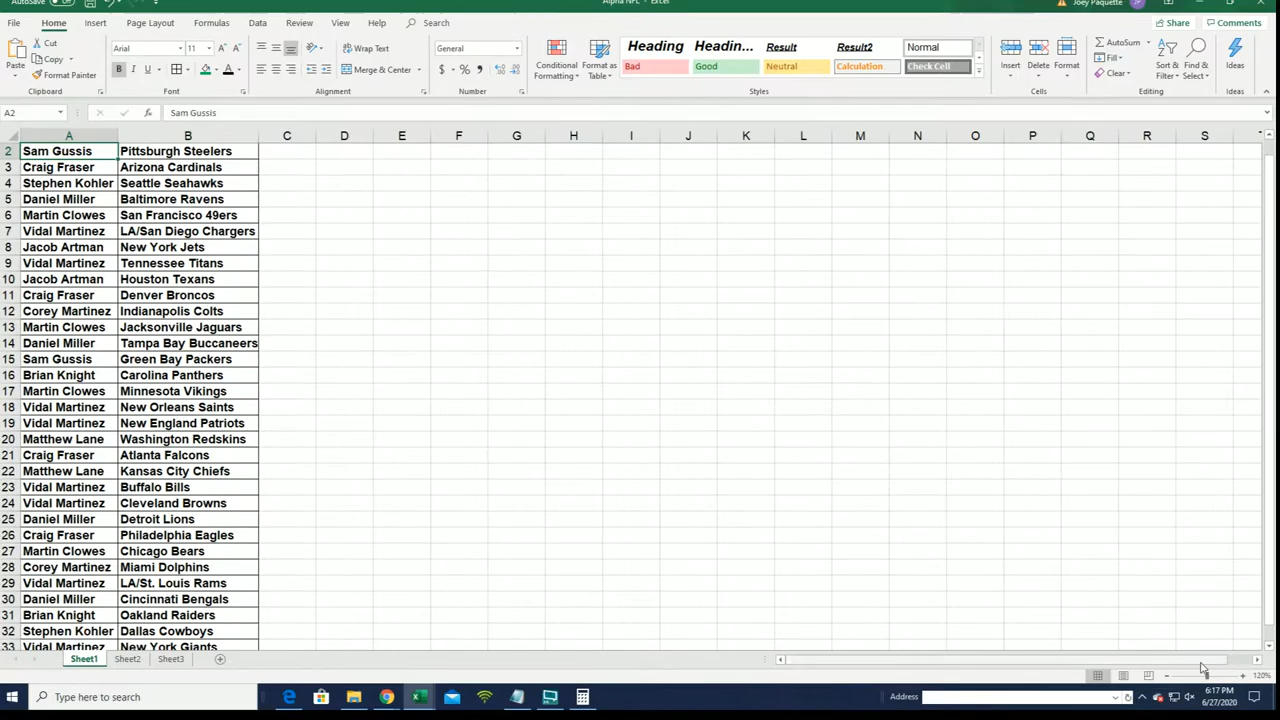 AutoSave Off Alpha NFL - Excel Joey Paquette JP
File Home Insert Page Layout Formulas Data Review View Help Search Share Comments
Paste Cut Copy Format Painter Clipboard
Arial 11 A A B I U A Font
Wrap Text Merge & Center Alignment
General $ % , Number
Conditional Formatting Format as Table
Heading Headin... Result Result2 Normal
Bad Good Neutral Calculation Check Cell
Styles
Insert Delete Format Cells
AutoSum Fill Clear Sort & Filter Find & Select Editing
Ideas Ideas
A2 fx Sam Gussis
A B C D E F G H I J K L M N O P Q R S
2 Sam Gussis Pittsburgh Steelers
3 Craig Fraser Arizona Cardinals
4 Stephen Kohler Seattle Seahawks
5 Daniel Miller Baltimore Ravens
6 Martin Clowes San Francisco 49ers
7 Vidal Martinez LA/San Diego Chargers
8 Jacob Artman New York Jets
9 Vidal Martinez Tennessee Titans
10 Jacob Artman Houston Texans
11 Craig Fraser Denver Broncos
12 Corey Martinez Indianapolis Colts
13 Martin Clowes Jacksonville Jaguars
14 Daniel Miller Tampa Bay Buccaneers
15 Sam Gussis Green Bay Packers
16 Brian Knight Carolina Panthers
17 Martin Clowes Minnesota Vikings
18 Vidal Martinez New Orleans Saints
19 Vidal Martinez New England Patriots
20 Matthew Lane Washington Redskins
21 Craig Fraser Atlanta Falcons
22 Matthew Lane Kansas City Chiefs
23 Vidal Martinez Buffalo Bills
24 Vidal Martinez Cleveland Browns
25 Daniel Miller Detroit Lions
26 Craig Fraser Philadelphia Eagles
27 Martin Clowes Chicago Bears
28 Corey Martinez Miami Dolphins
29 Vidal Martinez LA/St. Louis Rams
30 Daniel Miller Cincinnati Bengals
31 Brian Knight Oakland Raiders
32 Stephen Kohler Dallas Cowboys
33 Vidal Martinez New York Giants
Sheet1 Sheet2 Sheet3
120%
Type here to search Address 6:17 PM
6/27/2020